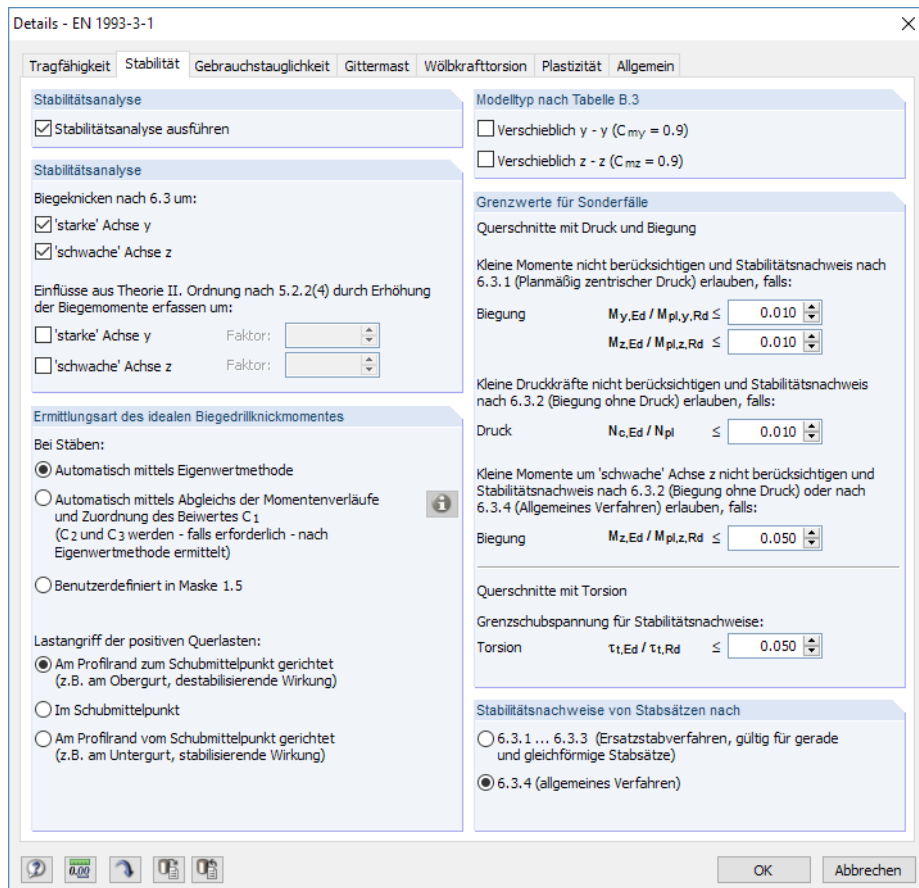 Details - EN 1993-3-1
Tragfähigkeit Stabilität Gebrauchstauglichkeit Gittermast Wölbkrafttorsion Plastizität Allgemein
Stabilitätsanalyse
Stabilitätsanalyse ausführen
Stabilitätsanalyse
Biegeknicken nach 6.3 um:
'starke' Achse y
'schwache' Achse z
Einflüsse aus Theorie II. Ordnung nach 5.2.2(4) durch Erhöhung
der Biegemomente erfassen um:
'starke' Achse y Faktor:
'schwache' Achse z Faktor:
Ermittlungsart des idealen Biegedrillknickmomentes
Bei Stäben:
Automatisch mittels Eigenwertmethode
Automatisch mittels Abgleichs der Momentenverläufe
und Zuordnung des Beiwertes C1
(C2 und C3 werden - falls erforderlich - nach
Eigenwertmethode ermittelt)
Benutzerdefiniert in Maske 1.5
Lastangriff der positiven Querlasten:
Am Profilrand zum Schubmittelpunkt gerichtet
(z.B. am Obergurt, destabilisierende Wirkung)
Im Schubmittelpunkt
Am Profilrand vom Schubmittelpunkt gerichtet
(z.B. am Untergurt, stabilisierende Wirkung)
Modelltyp nach Tabelle B.3
Verschieblich y - y (Cmy = 0.9)
Verschieblich z - z (Cmz = 0.9)
Grenzwerte für Sonderfälle
Querschnitte mit Druck und Biegung
Kleine Momente nicht berücksichtigen und Stabilitätsnachweis nach
6.3.1 (Planmäßig zentrischer Druck) erlauben, falls:
Biegung My,Ed / Mpl,y,Rd ≤ 0.010
Mz,Ed / Mpl,z,Rd ≤ 0.010
Kleine Druckkräfte nicht berücksichtigen und Stabilitätsnachweis
nach 6.3.2 (Biegung ohne Druck) erlauben, falls:
Druck Nc,Ed / Npl ≤ 0.010
Kleine Momente um 'schwache' Achse z nicht berücksichtigen und
Stabilitätsnachweis nach 6.3.2 (Biegung ohne Druck) oder nach
6.3.4 (Allgemeines Verfahren) erlauben, falls:
Biegung Mz,Ed / Mpl,z,Rd ≤ 0.050
Querschnitte mit Torsion
Grenzschubspannung für Stabilitätsnachweise:
Torsion τt,Ed / τt,Rd ≤ 0.050
Stabilitätsnachweise von Stabsätzen nach
6.3.1 ... 6.3.3 (Ersatzstabverfahren, gültig für gerade
und gleichförmige Stabsätze)
6.3.4 (allgemeines Verfahren)
0.00
OK Abbrechen